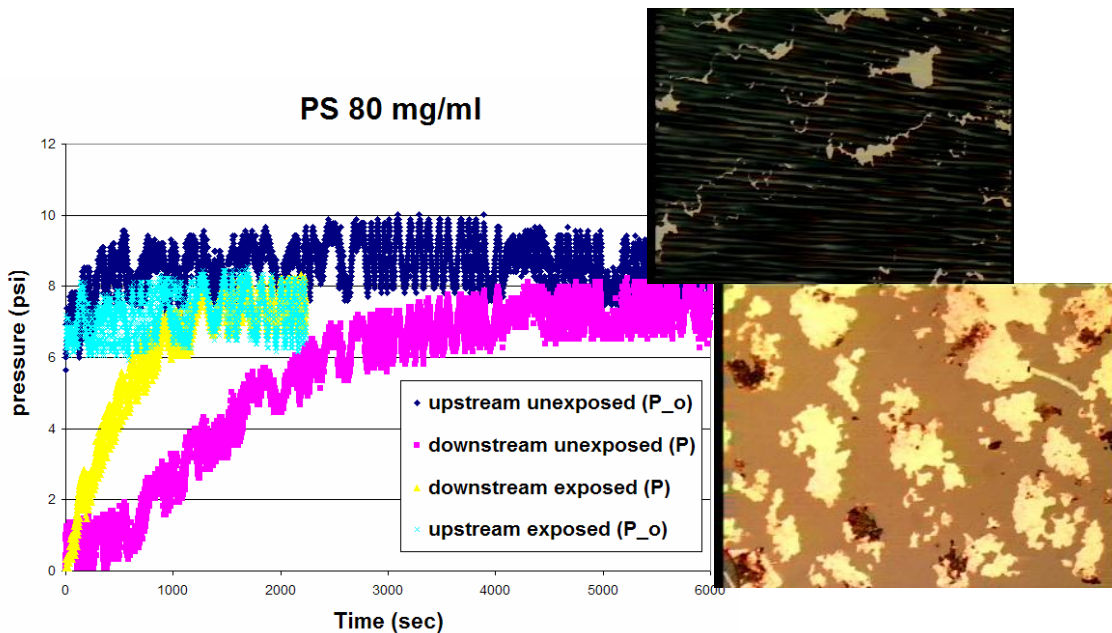 PS 80 mg/ml
12
10
8
6
4
2
0
pressure (psi)
upstream unexposed (P_o)
downstream unexposed (P)
downstream exposed (P)
upstream exposed (P_o)
0 1000 2000 3000 4000 5000 6000
Time (sec)